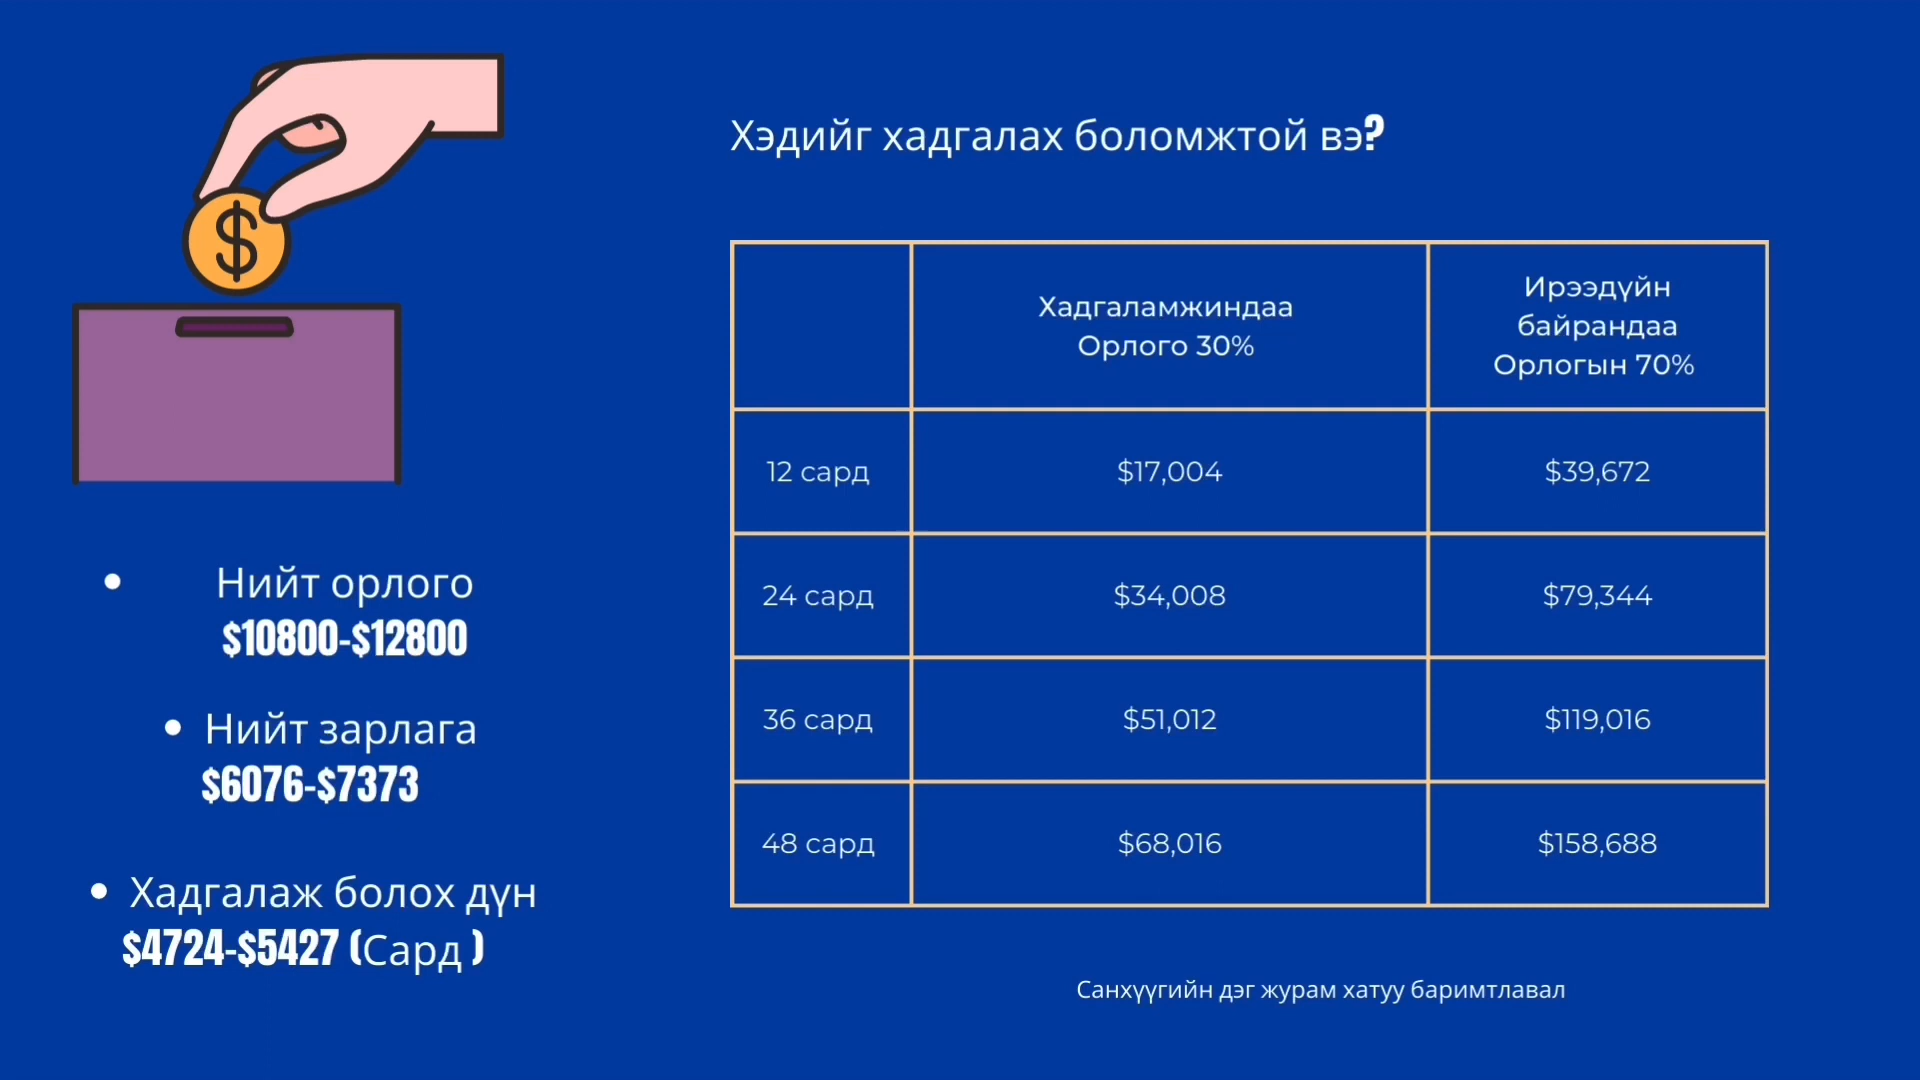 Хэдийг хадгалах боломжтой вэ?
Хадгаламжиндаа
Орлого 30%
Ирээдүйн
байрандаа
Орлогын 70%
12 сард
$17,004
$39,672
24 сард
$34,008
$79,344
36 сард
$51,012
$119,016
48 сард
$68,016
$158,688
Санхүүгийн дэг журам хатуу баримтлавал
$
• Нийт орлого
$10800-$12800
• Нийт зарлага
$6076-$7373
• Хадгалаж болох дүн
$4724-$5427 (Сард )